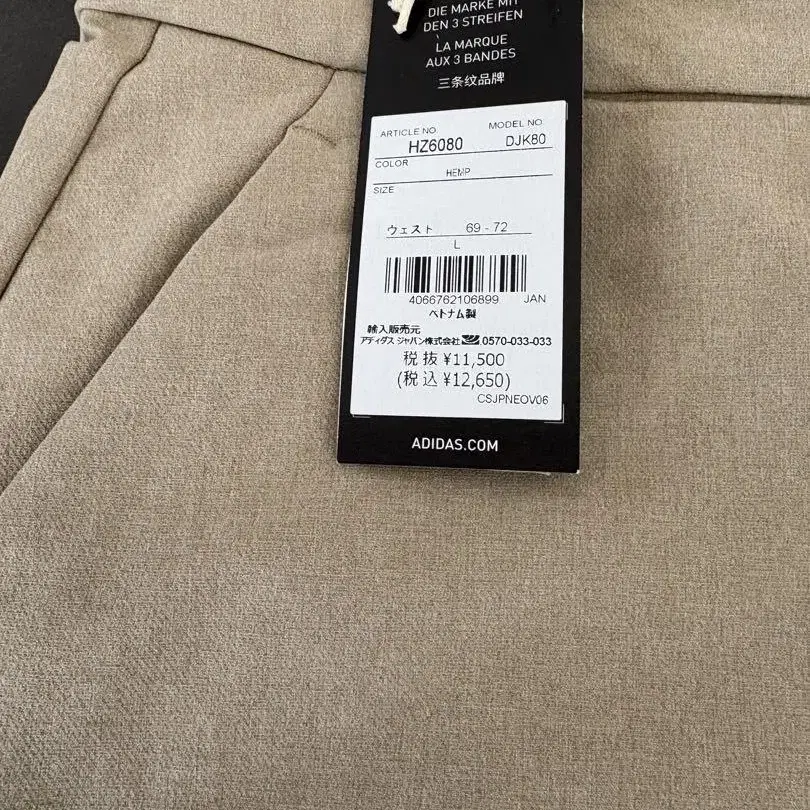 DIE MARKE MIT
DEN 3 STREIFEN
LA MARQUE
AUX 3 BANDES
三条纹品牌
ARTICLE NO. MODEL NO.
HZ6080 DJK80
COLOR
HEMP
SIZE
ウェスト 69 - 72
L
4066762106899 JAN
ベトナム製
輸入販売元
アディダス ジャパン株式会社 0570-033-033
税 抜 ¥11,500
(税 込 ¥12,650)
CSJPNEOV06
ADIDAS.COM